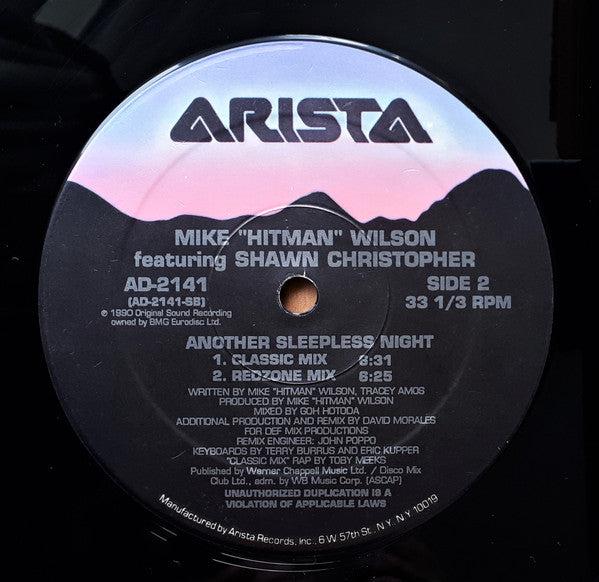 ARISTA
MIKE "HITMAN" WILSON
featuring SHAWN CHRISTOPHER
AD-2141
(AD-2141-SB)
℗ 1990 Original Sound Recording
owned by BMG Eurodisc Ltd.
SIDE 2
33 1/3 RPM
ANOTHER SLEEPLESS NIGHT
1. CLASSIC MIX 8:31
2. REDZONE MIX 6:25
WRITTEN BY MIKE "HITMAN" WILSON, TRACEY AMOS
PRODUCED BY MIKE "HITMAN" WILSON
MIXED BY GOH HOTODA
ADDITIONAL PRODUCTION AND REMIX BY DAVID MORALES
FOR DEF MIX PRODUCTIONS
REMIX ENGINEER: JOHN POPPO
KEYBOARDS BY TERRY BURRUS AND ERIC KUPPER
"CLASSIC MIX" RAP BY TOBY MEEKS
Published by Warner Chappell Music Ltd. / Disco Mix
Club Ltd., adm. by WB Music Corp. (ASCAP)
UNAUTHORIZED DUPLICATION IS A
VIOLATION OF APPLICABLE LAWS
Manufactured by Arista Records, Inc., 6 W 57th St., N.Y. N.Y 10019